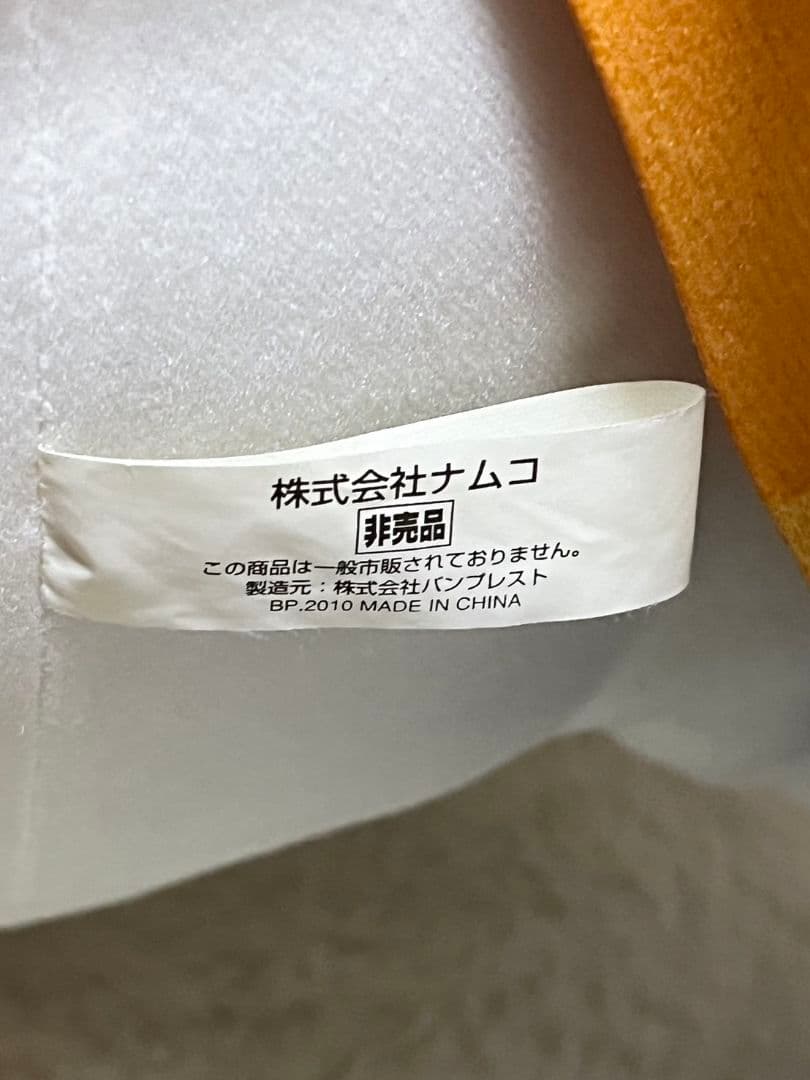 株式会社ナムコ
非売品
この商品は一般市販されておりません。
製造元：株式会社バンプレスト
BP.2010 MADE IN CHINA